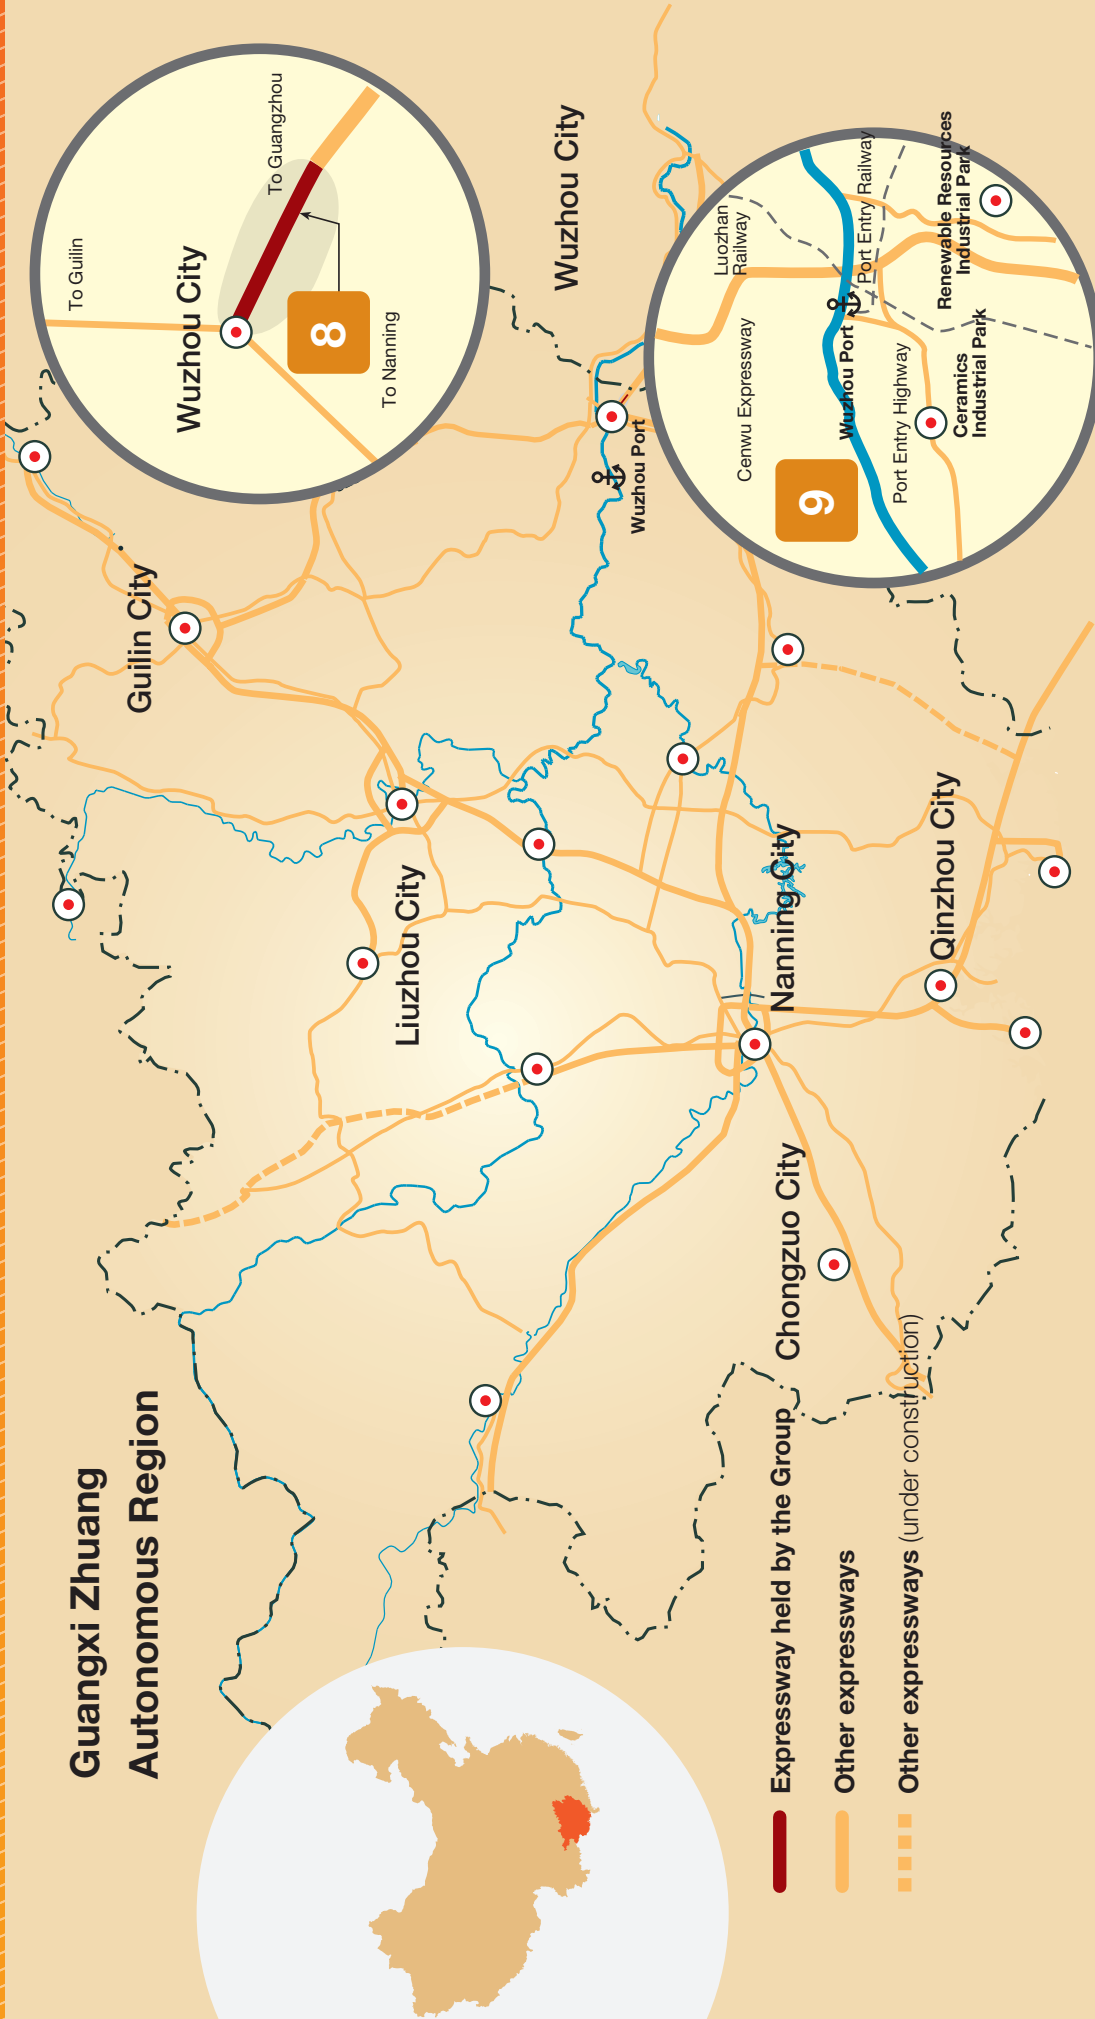 Guangxi Zhuang
Autonomous Region
Guilin City
Liuzhou City
Wuzhou City
Wuzhou Port
Nanning City
Chongzuo City
Qinzhou City
To Guilin
Wuzhou City
To Guangzhou
8
To Nanning
Luozhan
Railway
Cenwu Expressway
9
Wuzhou Port
Port Entry Railway
Port Entry Highway
Renewable Resources
Industrial Park
Ceramics
Industrial Park
Expressway held by the Group
Other expressways
Other expressways (under construction)